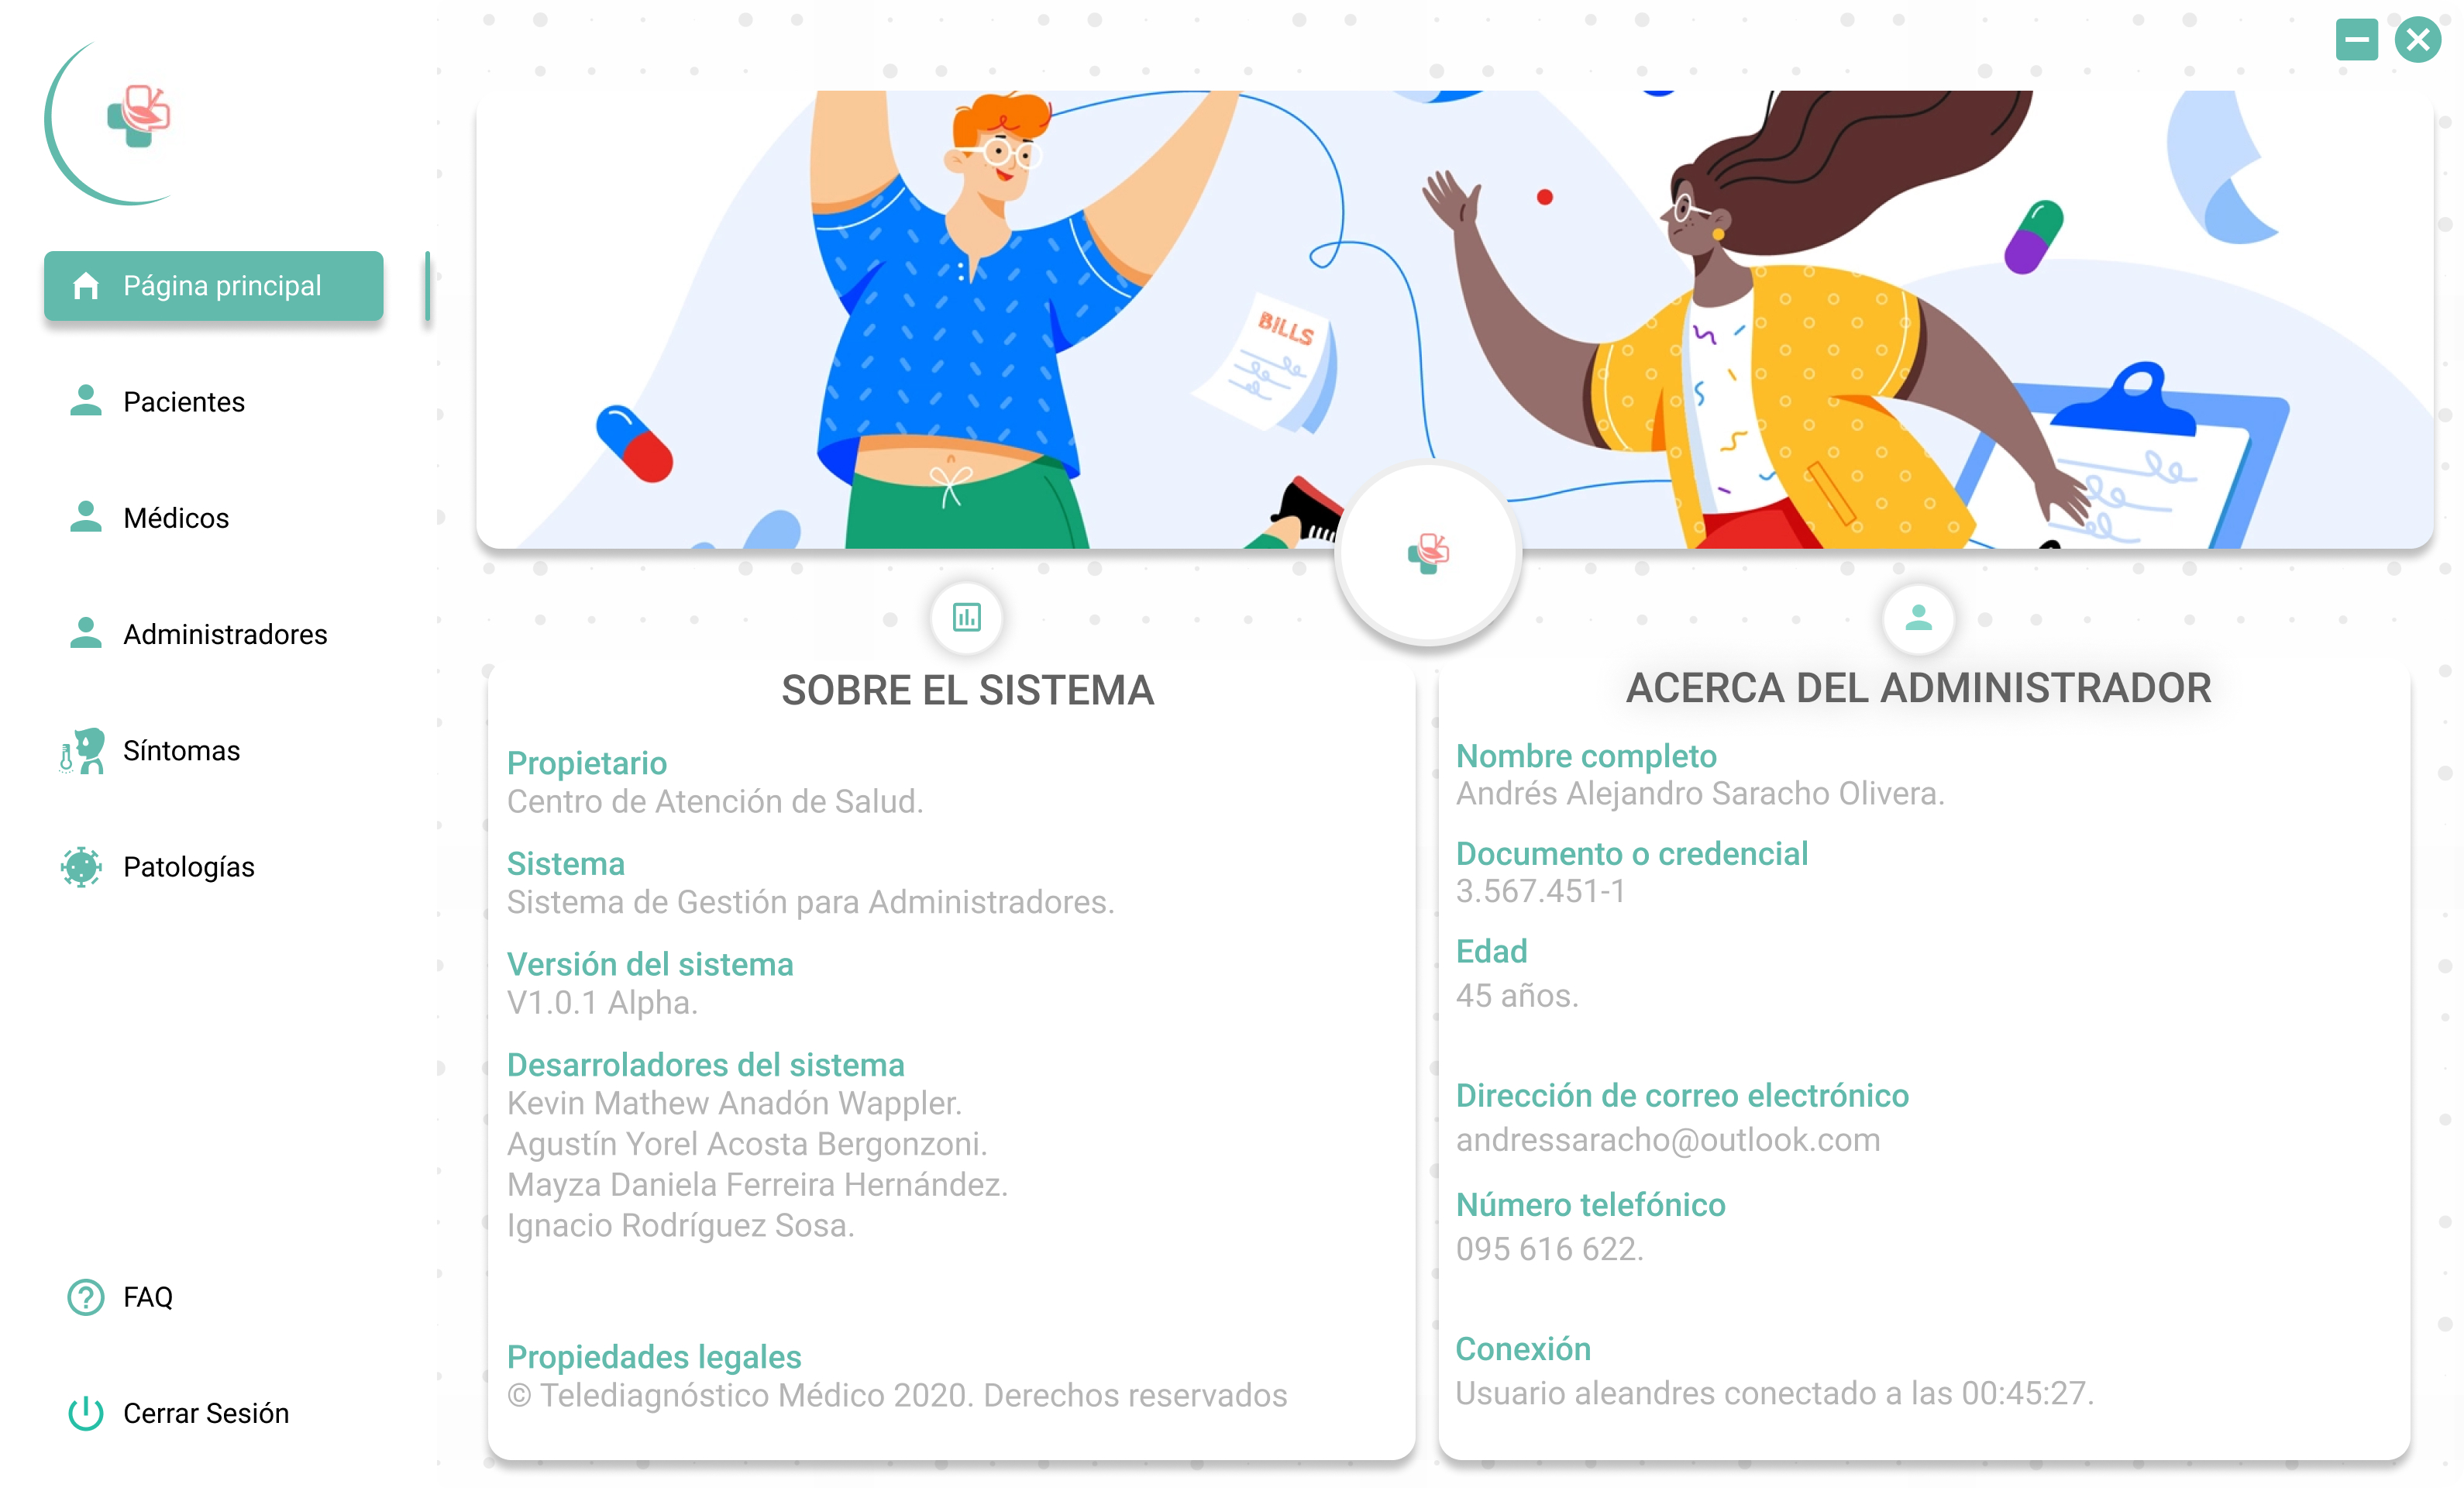 Página principal
Pacientes
Médicos
Administradores
Síntomas
Patologías
FAQ
Cerrar Sesión
BILLS
SOBRE EL SISTEMA
Propietario
Centro de Atención de Salud.
Sistema
Sistema de Gestión para Administradores.
Versión del sistema
V1.0.1 Alpha.
Desarroladores del sistema
Kevin Mathew Anadón Wappler.
Agustín Yorel Acosta Bergonzoni.
Mayza Daniela Ferreira Hernández.
Ignacio Rodríguez Sosa.
Propiedades legales
© Telediagnóstico Médico 2020. Derechos reservados
ACERCA DEL ADMINISTRADOR
Nombre completo
Andrés Alejandro Saracho Olivera.
Documento o credencial
3.567.451-1
Edad
45 años.
Dirección de correo electrónico
andressaracho@outlook.com
Número telefónico
095 616 622.
Conexión
Usuario aleandres conectado a las 00:45:27.